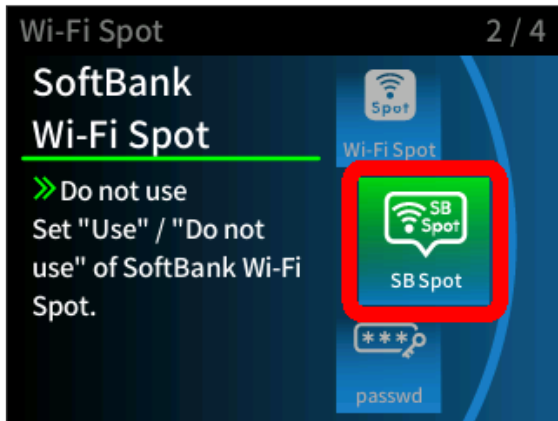 Wi-Fi Spot 2 / 4
SoftBank
Wi-Fi Spot
»Do not use
Set "Use" / "Do not
use" of SoftBank Wi-Fi
Spot.
Spot
Wi-Fi Spot
SB
Spot
SB Spot
***
passwd